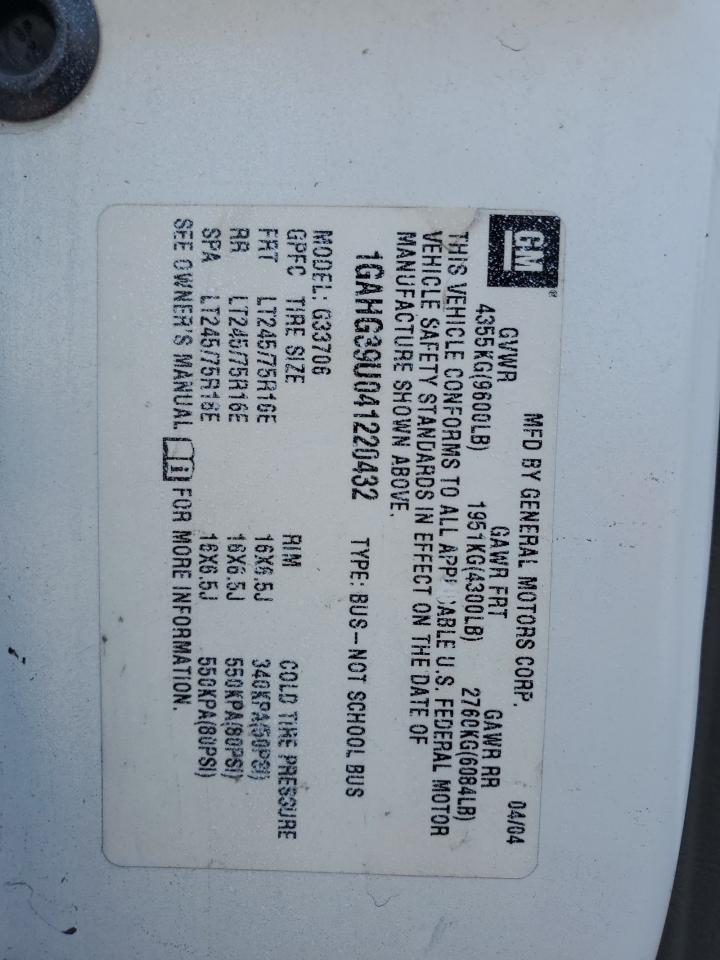 GM®
MFD BY GENERAL MOTORS CORP. 04/04
GVWR GAWR FRT GAWR RR
4355KG(9600LB) 1951KG(4300LB) 2760KG(6084LB)
THIS VEHICLE CONFORMS TO ALL APPLICABLE U.S. FEDERAL MOTOR
VEHICLE SAFETY STANDARDS IN EFFECT ON THE DATE OF
MANUFACTURE SHOWN ABOVE.
1GAHG39U041220432 TYPE: BUS-NOT SCHOOL BUS
MODEL: G33706
GPFC TIRE SIZE RIM COLD TIRE PRESSURE
FRT LT245/75R16E 16X6.5J 340KPA(50PSI)
RR LT245/75R16E 16X6.5J 550KPA(80PSI)
SPA LT245/75R16E 16X6.5J 550KPA(80PSI)
SEE OWNER'S MANUAL FOR MORE INFORMATION.